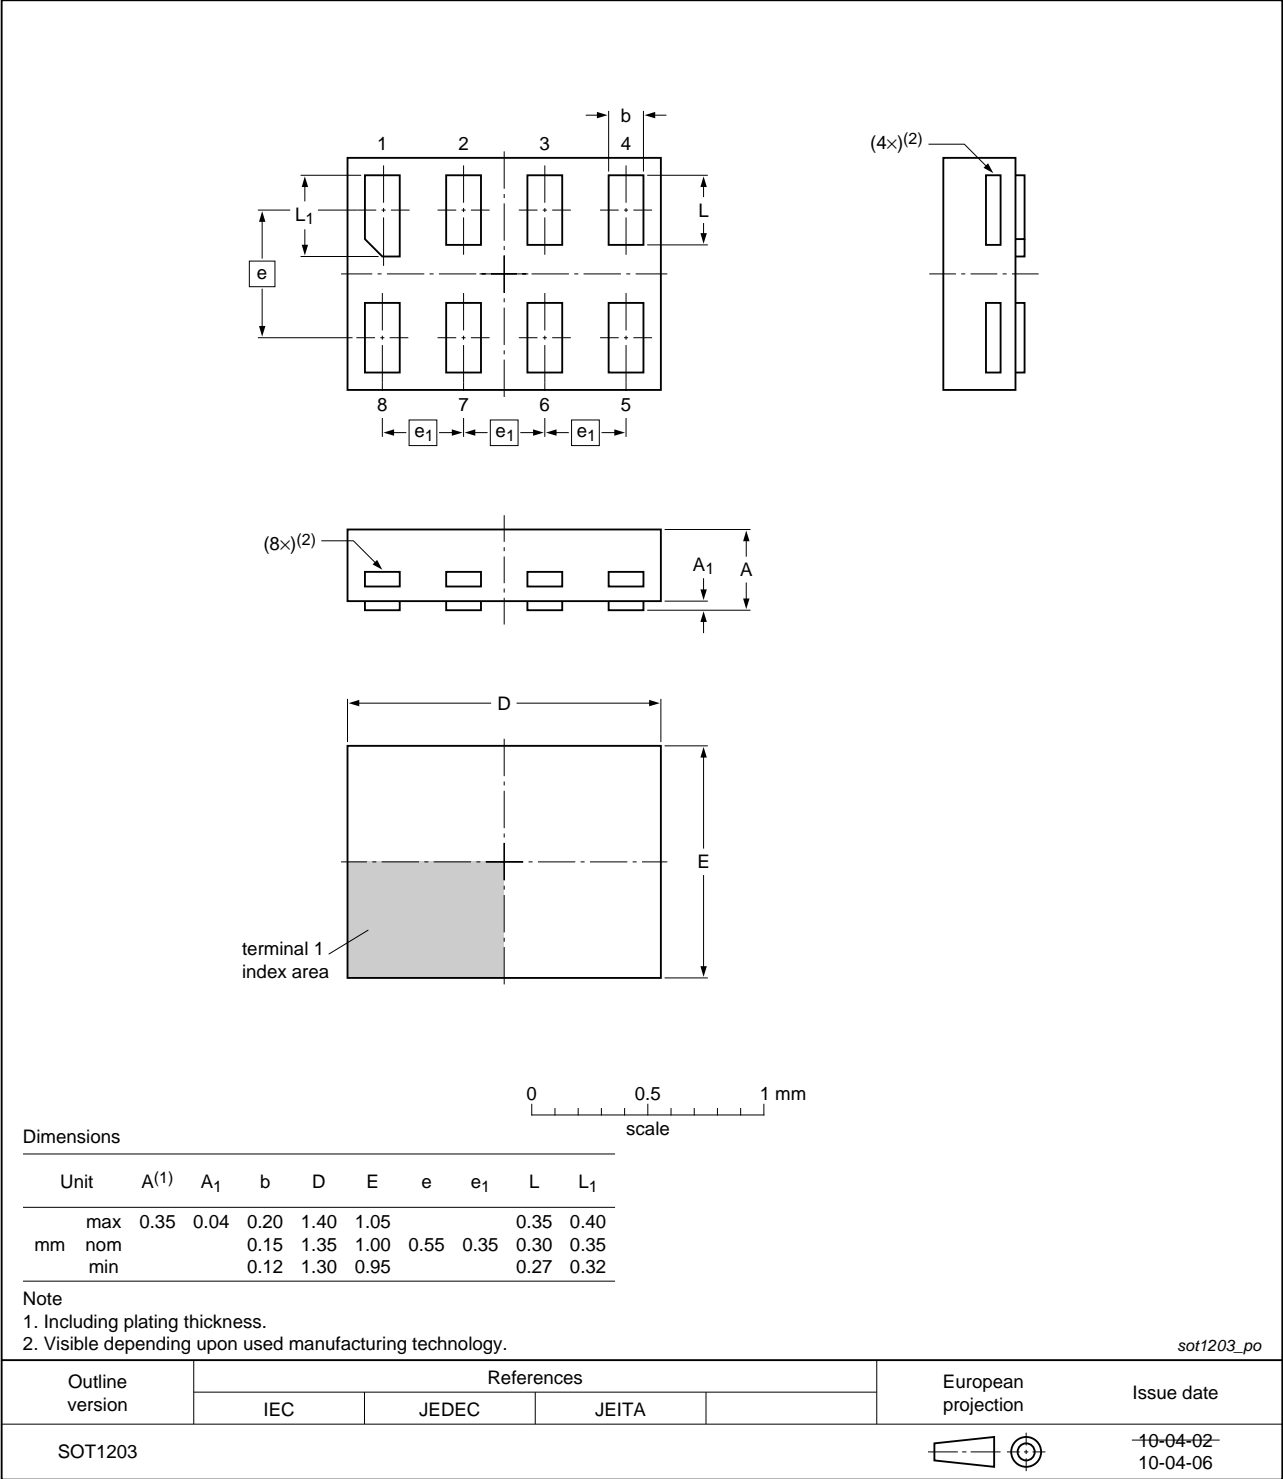 b
1 2 3 4
(4×)(2)
L1
L
e
8 7 6 5
e1 e1 e1
(8×)(2)
A1
A
D
E
terminal 1
index area
0 0.5 1 mm
scale
Dimensions
Unit A(1) A1 b D E e e1 L L1
max 0.35 0.04 0.20 1.40 1.05 0.35 0.40
mm nom 0.15 1.35 1.00 0.55 0.35 0.30 0.35
min 0.12 1.30 0.95 0.27 0.32
Note
1. Including plating thickness.
2. Visible depending upon used manufacturing technology.
sot1203_po
Outline
version
References
IEC JEDEC JEITA
European
projection
Issue date
SOT1203
10-04-02
10-04-06